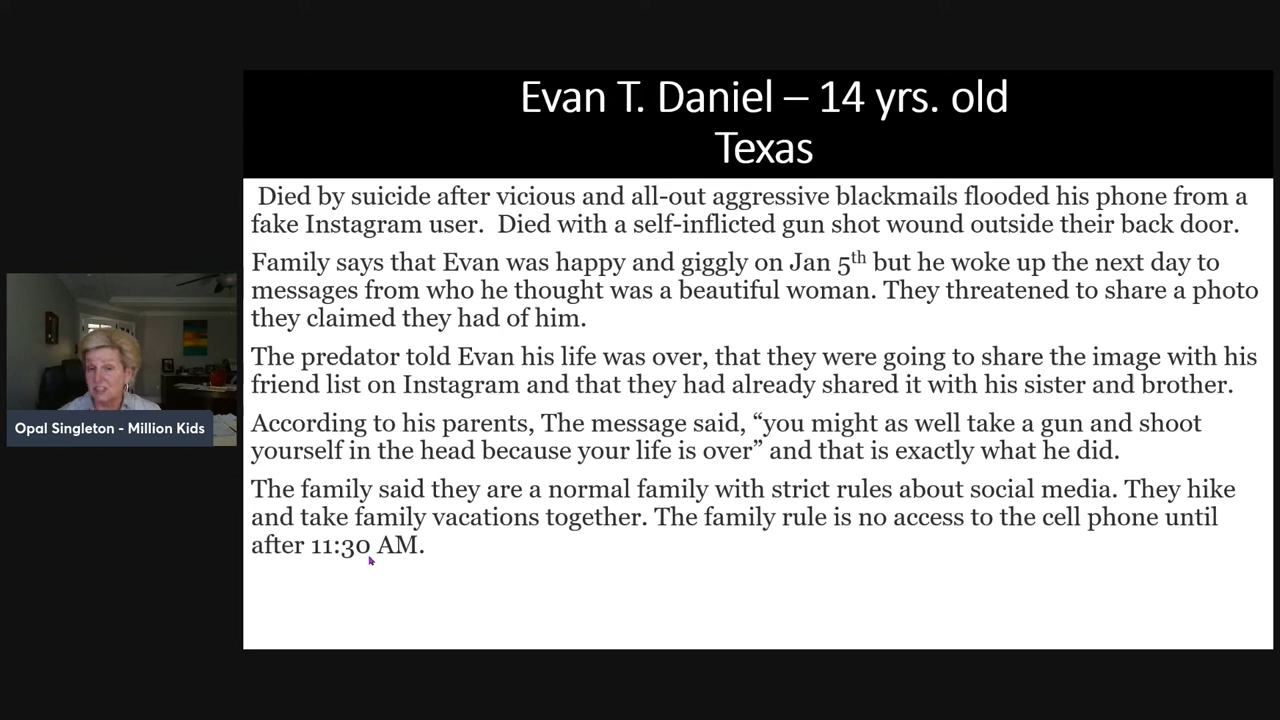 Evan T. Daniel – 14 yrs. old
Texas
Died by suicide after vicious and all-out aggressive blackmails flooded his phone from a
fake Instagram user.  Died with a self-inflicted gun shot wound outside their back door.
Family says that Evan was happy and giggly on Jan 5th but he woke up the next day to
messages from who he thought was a beautiful woman. They threatened to share a photo
they claimed they had of him.
The predator told Evan his life was over, that they were going to share the image with his
friend list on Instagram and that they had already shared it with his sister and brother.
According to his parents, The message said, “you might as well take a gun and shoot
yourself in the head because your life is over” and that is exactly what he did.
The family said they are a normal family with strict rules about social media. They hike
and take family vacations together. The family rule is no access to the cell phone until
after 11:30 AM.
Opal Singleton - Million Kids